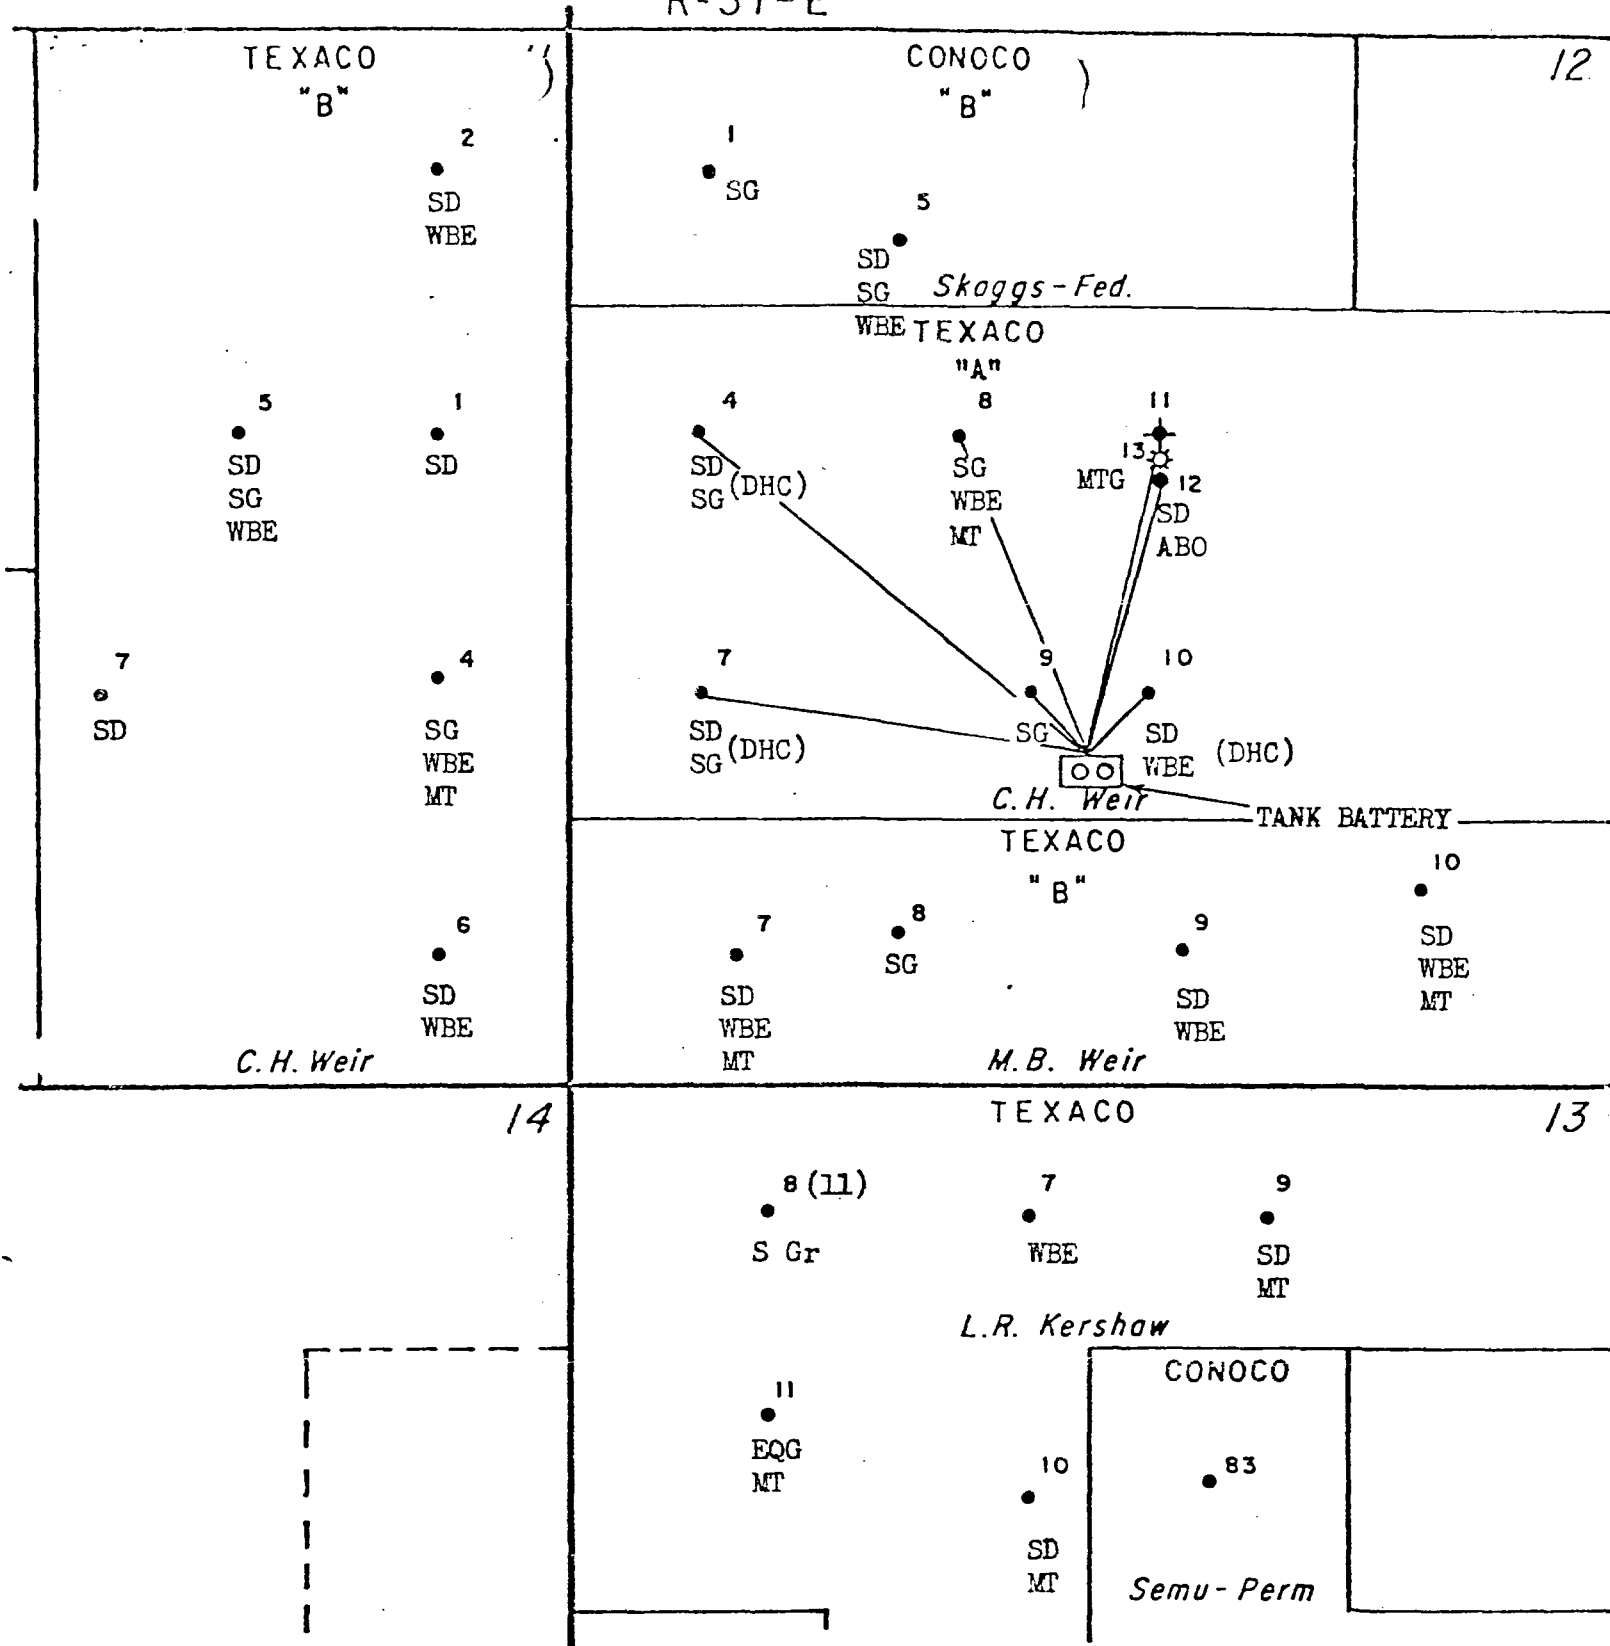 R-37-E
TEXACO
"B"
2
SD
WBE
5
SD
SG
WBE
1
SD
7
SD
4
SG
WBE
MT
6
SD
WBE
C.H. Weir
CONOCO
"B"
12
1
SG
5
SD
SG
WBE
Skaggs-Fed.
TEXACO
"A"
4
SD
SG (DHC)
8
SG
WBE
MT
11
13
MTG
12
SD
ABO
7
SD
SG (DHC)
9
SG
10
SD
WBE (DHC)
C.H. Weir
TANK BATTERY
TEXACO
"B"
7
SD
WBE
MT
8
SG
9
SD
WBE
10
SD
WBE
MT
M.B. Weir
14
TEXACO
13
8 (11)
S Gr
7
WBE
9
SD
MT
L.R. Kershaw
11
EQG
MT
10
SD
MT
CONOCO
83
Semu-Perm